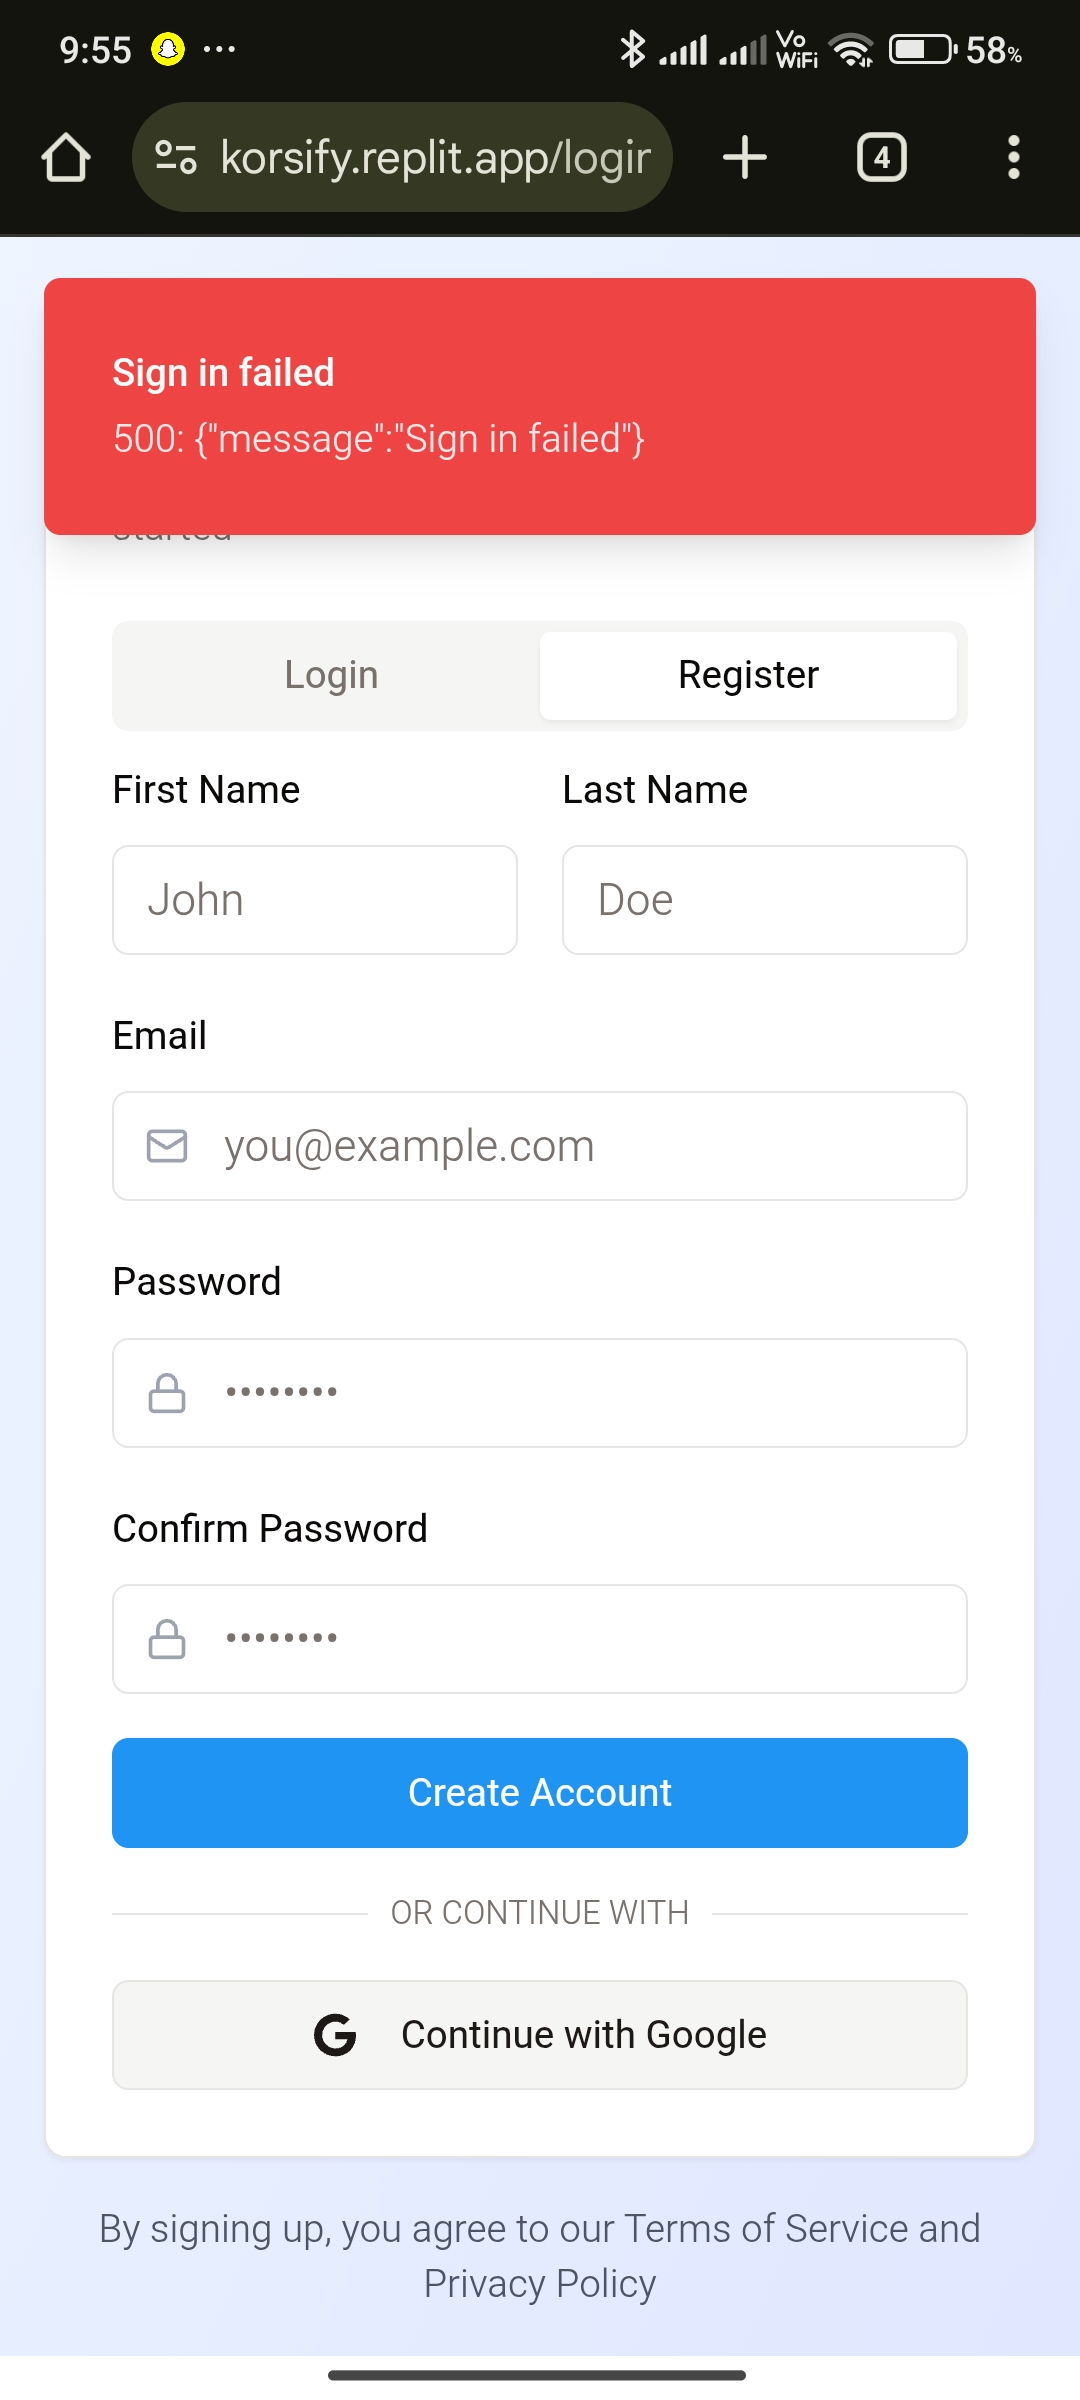 9:55 ... Vo WiFi 58%
korsify.replit.app/login 4
Sign in failed
500: {"message":"Sign in failed"}
started
Login Register
First Name Last Name
John Doe
Email
you@example.com
Password
••••••••
Confirm Password
••••••••
Create Account
OR CONTINUE WITH
G Continue with Google
By signing up, you agree to our Terms of Service and
Privacy Policy